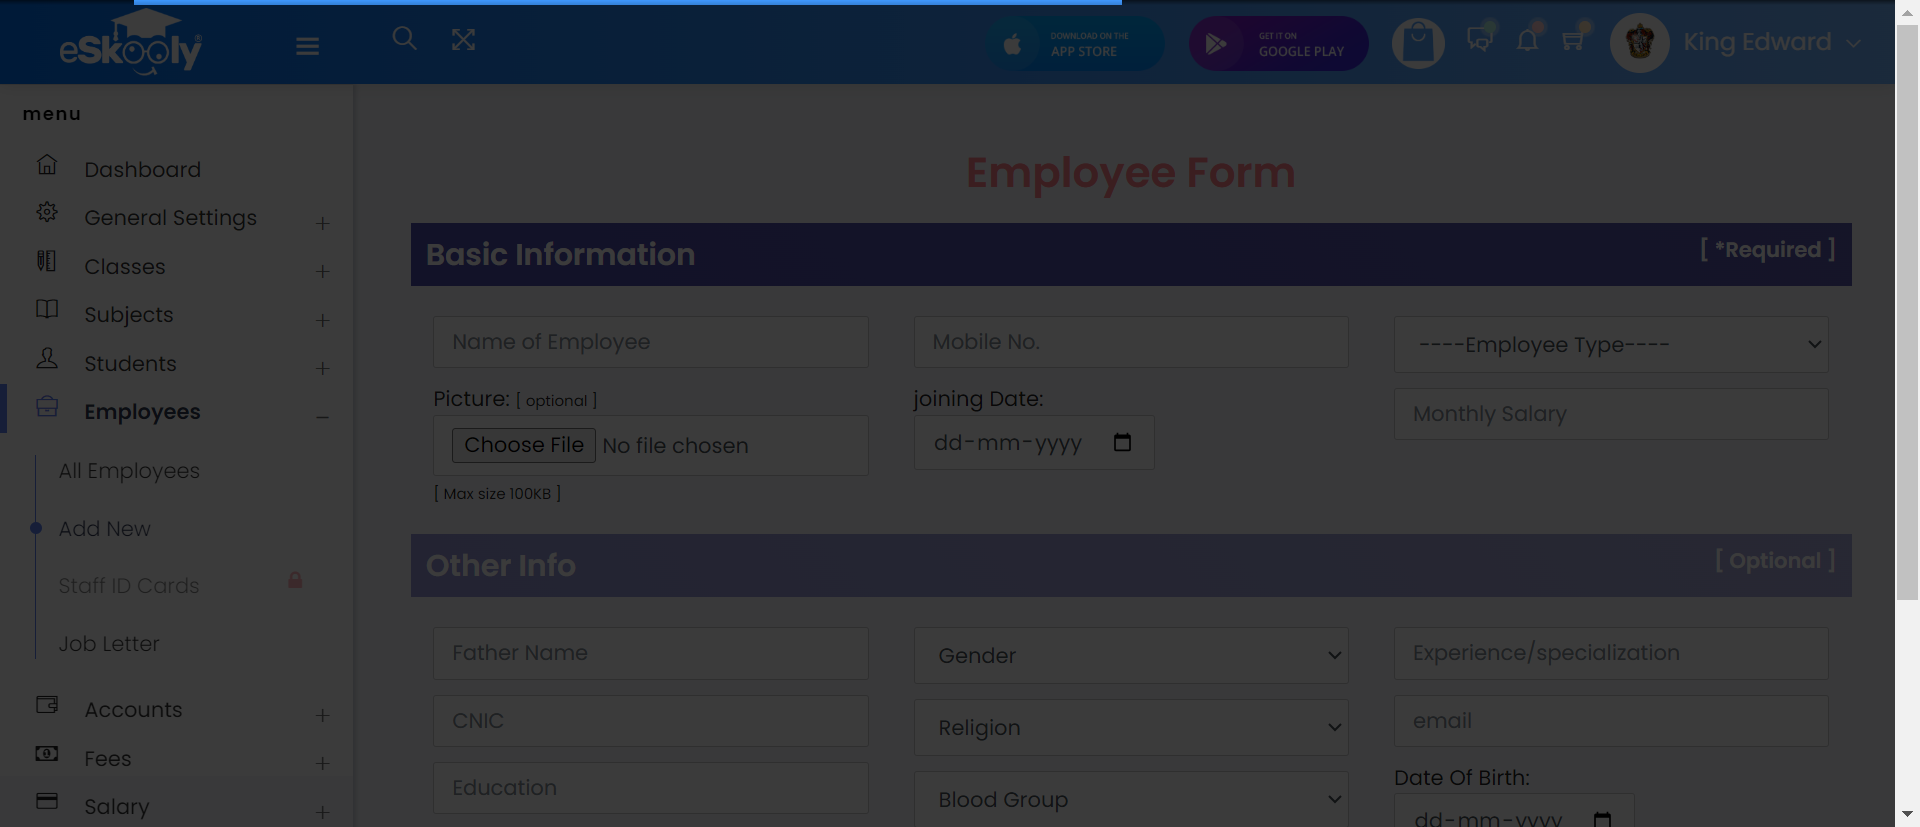 eSkooly
DOWNLOAD ON THE
APP STORE
GET IT ON
GOOGLE PLAY
King Edward
menu
Dashboard
General Settings
Classes
Subjects
Students
Employees
All Employees
Add New
Staff ID Cards
Job Letter
Accounts
Fees
Salary
Employee Form
Basic Information
[ *Required ]
Name of Employee
Mobile No.
----Employee Type----
Picture: [ optional ]
joining Date:
Monthly Salary
Choose File No file chosen
dd-mm-yyyy
[ Max size 100KB ]
Other Info
[ Optional ]
Father Name
Gender
Experience/specialization
CNIC
Religion
email
Education
Blood Group
Date Of Birth:
dd-mm-yyyy